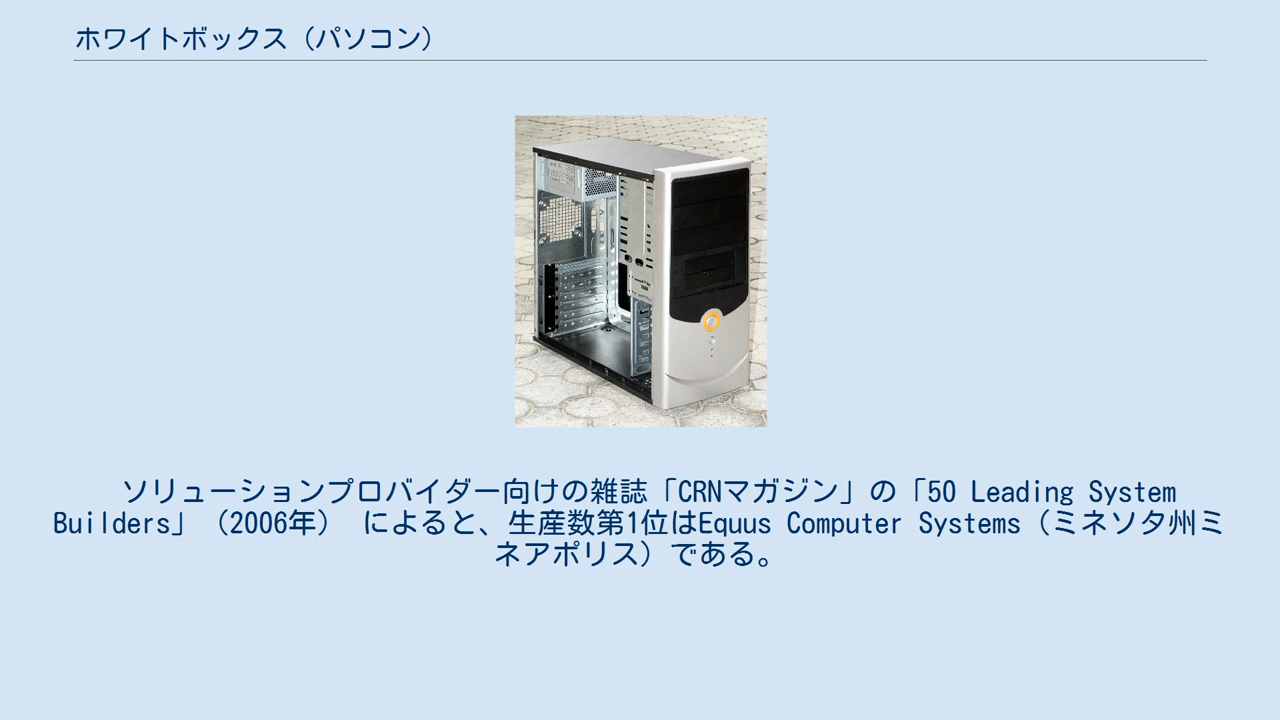 ホワイトボックス（パソコン）
ソリューションプロバイダー向けの雑誌「CRNマガジン」の「50 Leading System
Builders」（2006年） によると、生産数第1位はEquus Computer Systems（ミネソタ州ミ
ネアポリス）である。